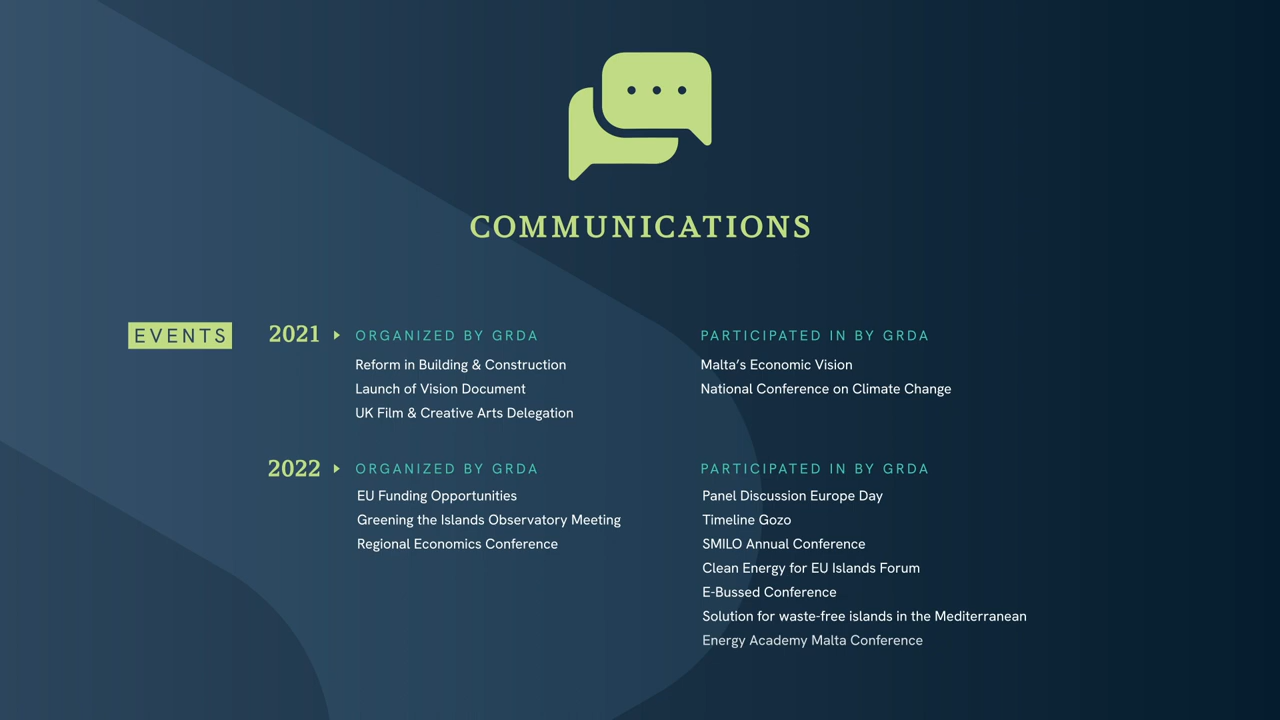 COMMUNICATIONS
EVENTS
2021
ORGANIZED BY GRDA
Reform in Building & Construction
Launch of Vision Document
UK Film & Creative Arts Delegation
PARTICIPATED IN BY GRDA
Malta’s Economic Vision
National Conference on Climate Change
2022
ORGANIZED BY GRDA
EU Funding Opportunities
Greening the Islands Observatory Meeting
Regional Economics Conference
PARTICIPATED IN BY GRDA
Panel Discussion Europe Day
Timeline Gozo
SMILO Annual Conference
Clean Energy for EU Islands Forum
E-Bussed Conference
Solution for waste-free islands in the Mediterranean
Energy Academy Malta Conference